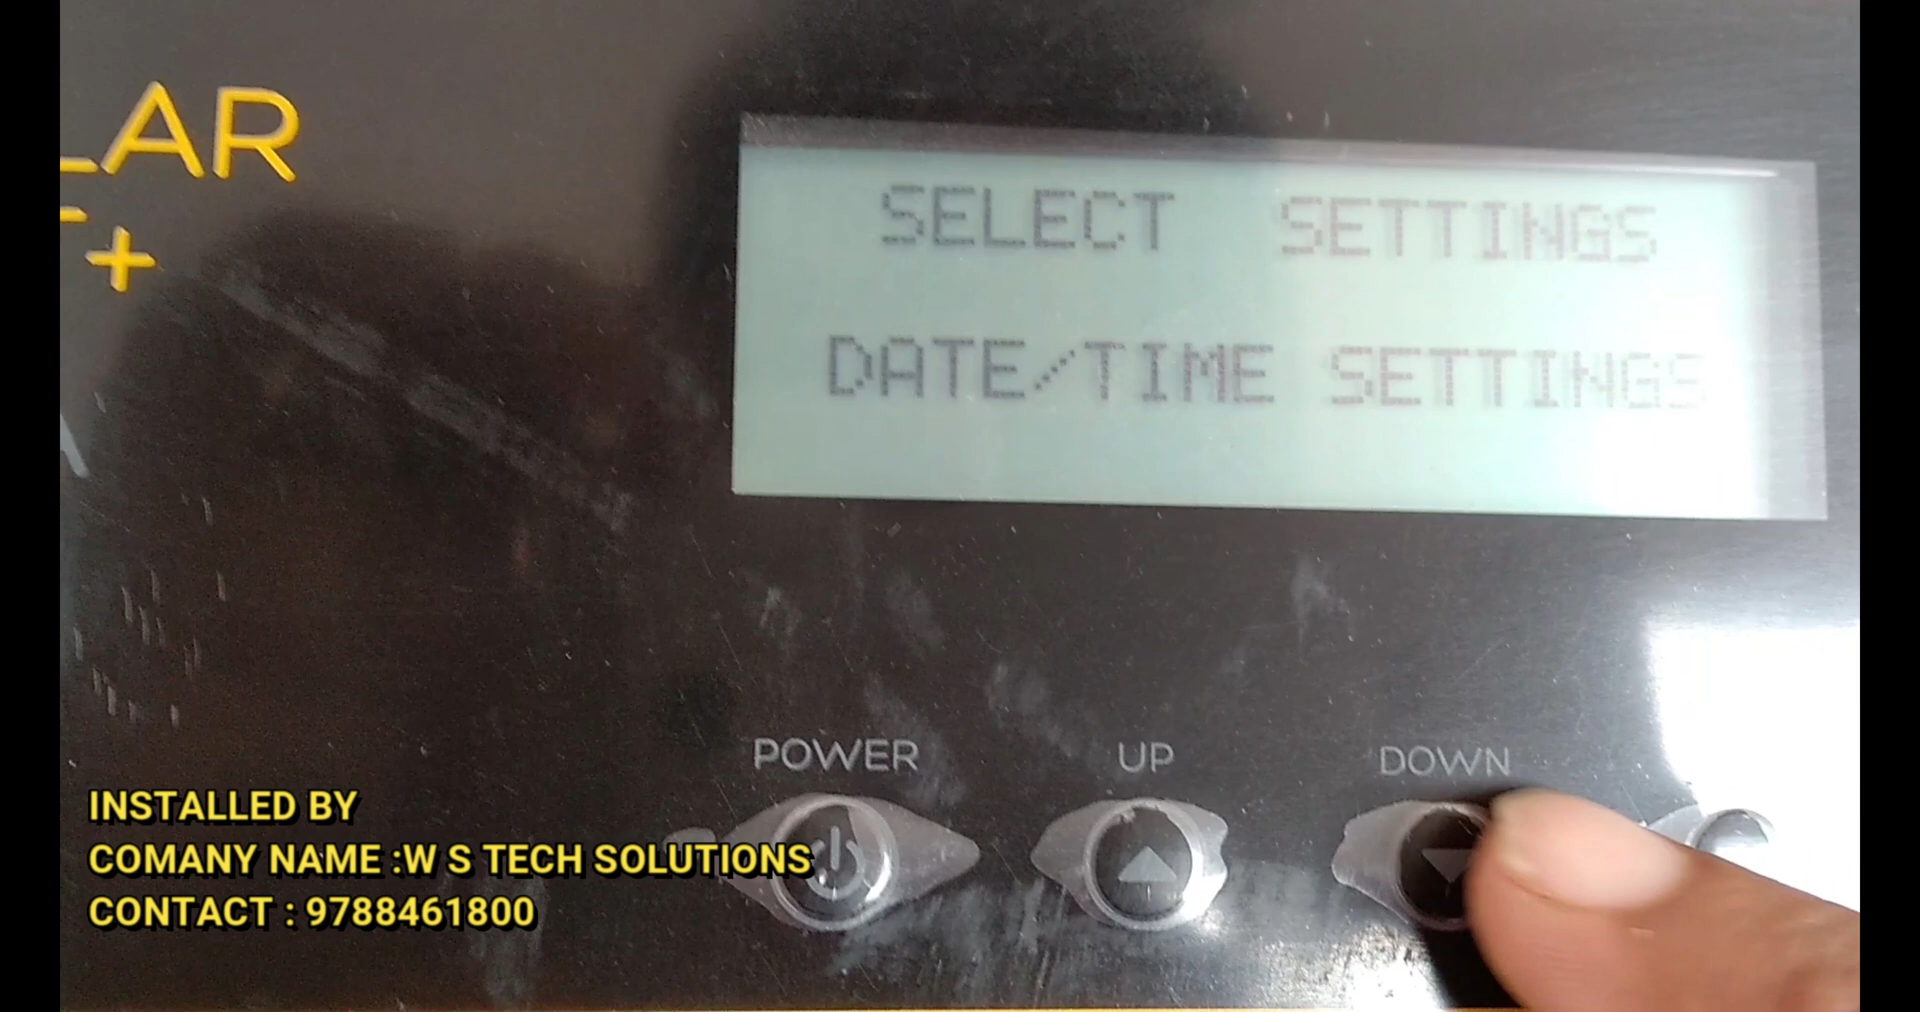 LAR
+
SELECT SETTINGS
DATE/TIME SETTINGS
POWER UP DOWN
INSTALLED BY
COMANY NAME :W S TECH SOLUTIONS
CONTACT : 9788461800